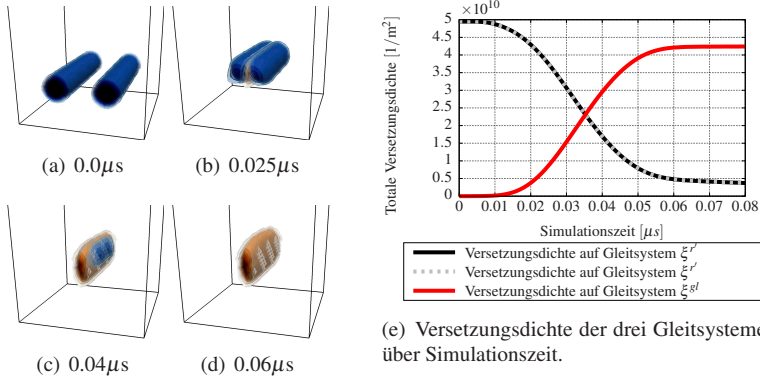 (a) 0.0μs
(b) 0.025μs
(c) 0.04μs
(d) 0.06μs
5 x10^10
4.5
4
3.5
3
2.5
2
1.5
1
0.5
0
0 0.01 0.02 0.03 0.04 0.05 0.06 0.07 0.08
Totale Versetzungsdichte [1/m²]
Simulationszeit [μs]
Versetzungsdichte auf Gleitsystem ξ^r'
Versetzungsdichte auf Gleitsystem ξ^r'
Versetzungsdichte auf Gleitsystem ξ^gl
(e) Versetzungsdichte der drei Gleitsysteme
über Simulationszeit.